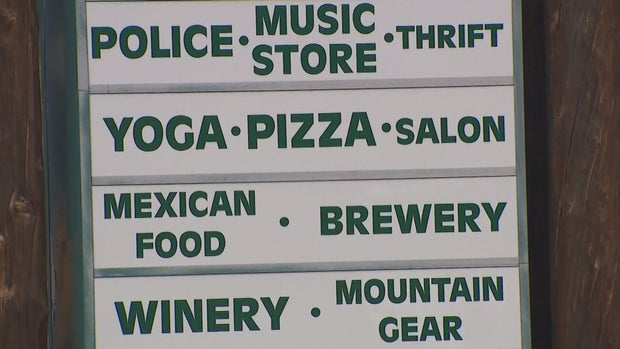 POLICE • MUSIC STORE • THRIFT
YOGA • PIZZA • SALON
MEXICAN FOOD • BREWERY
WINERY • MOUNTAIN GEAR